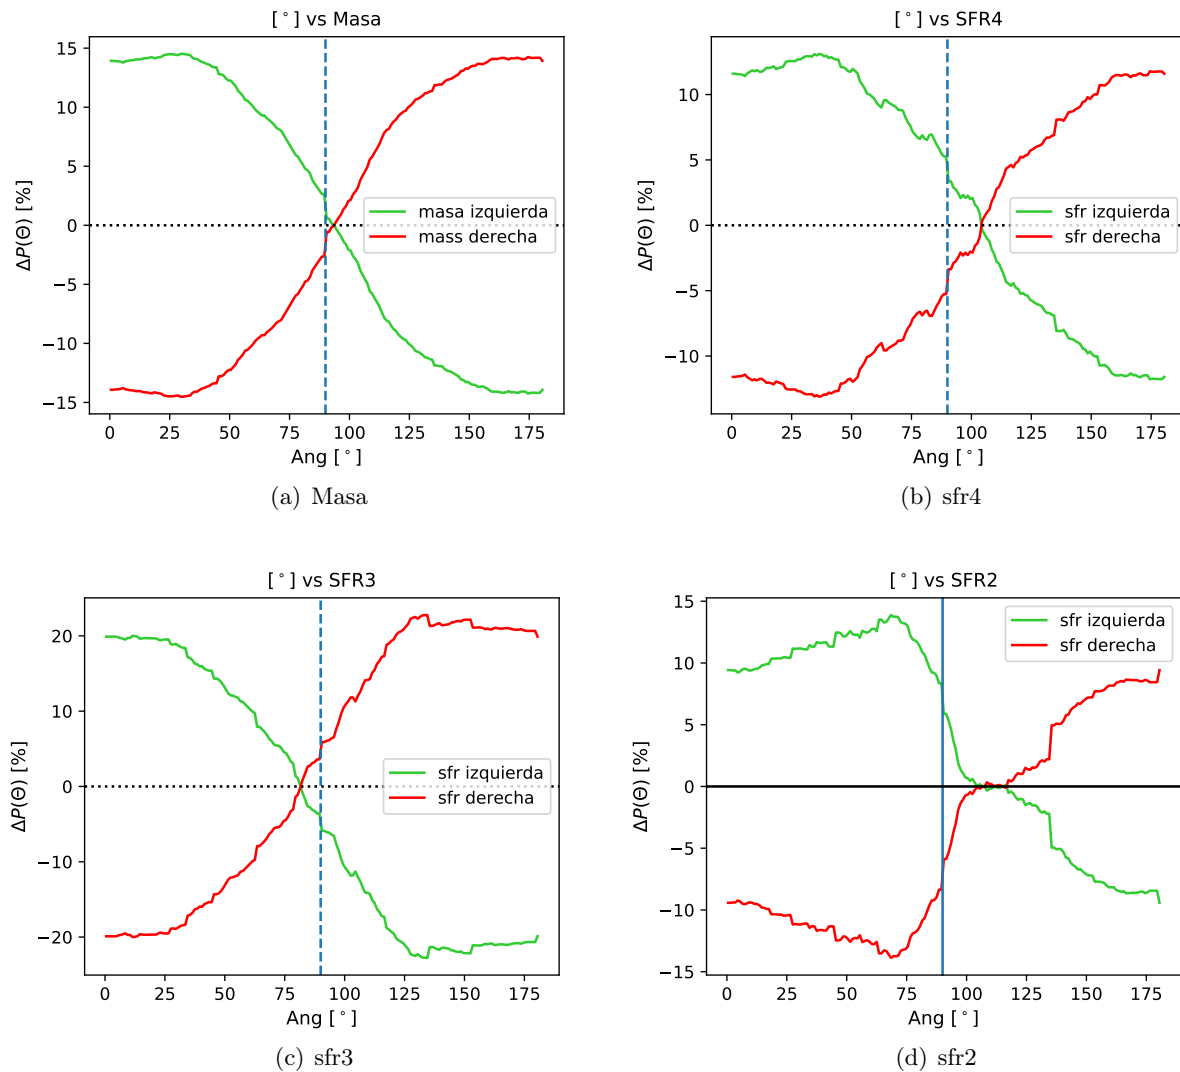 [°] vs Masa
15
10
5
0
−5
−10
−15
ΔP(Θ) [%]
masa izquierda
mass derecha
0 25 50 75 100 125 150 175
Ang [°]
(a) Masa
[°] vs SFR4
10
5
0
−5
−10
ΔP(Θ) [%]
sfr izquierda
sfr derecha
0 25 50 75 100 125 150 175
Ang [°]
(b) sfr4
[°] vs SFR3
20
10
0
−10
−20
ΔP(Θ) [%]
sfr izquierda
sfr derecha
0 25 50 75 100 125 150 175
Ang [°]
(c) sfr3
[°] vs SFR2
15
10
5
0
−5
−10
−15
ΔP(Θ) [%]
sfr izquierda
sfr derecha
0 25 50 75 100 125 150 175
Ang [°]
(d) sfr2